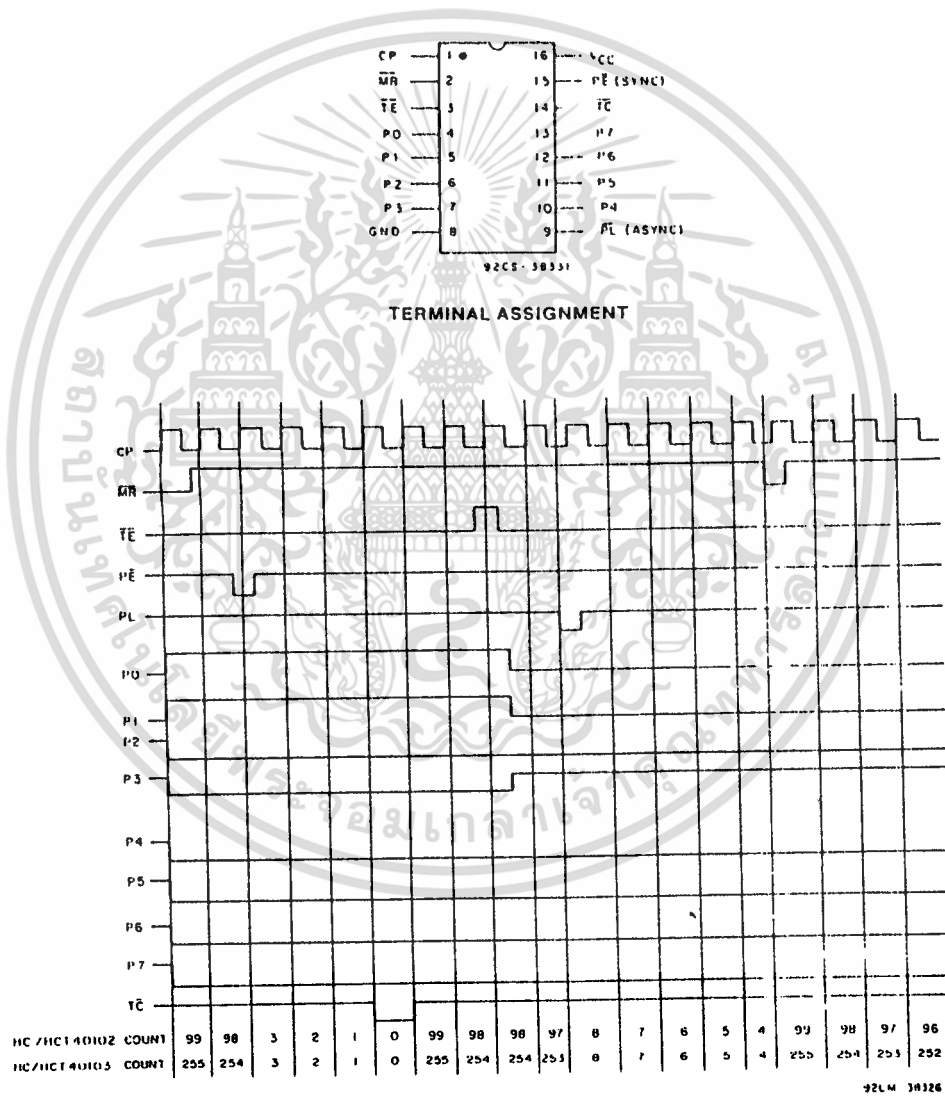 CP 1 16 VCC
MR 2 15 PE (SYNC)
TE 3 14 TC
P0 4 13 P7
P1 5 12 P6
P2 6 11 P5
P3 7 10 P4
GND 8 9 PL (ASYNC)
92CS-38331
TERMINAL ASSIGNMENT
CP
MR
TE
PE
PL
P0
P1
P2
P3
P4
P5
P6
P7
TC
HC/HCT40102 COUNT 99 98 3 2 1 0 99 98 98 97 8 7 6 5 4 99 98 97 96
HC/HCT40103 COUNT 255 254 3 2 1 0 255 254 254 253 8 7 6 5 4 255 254 253 252
92LM 38326